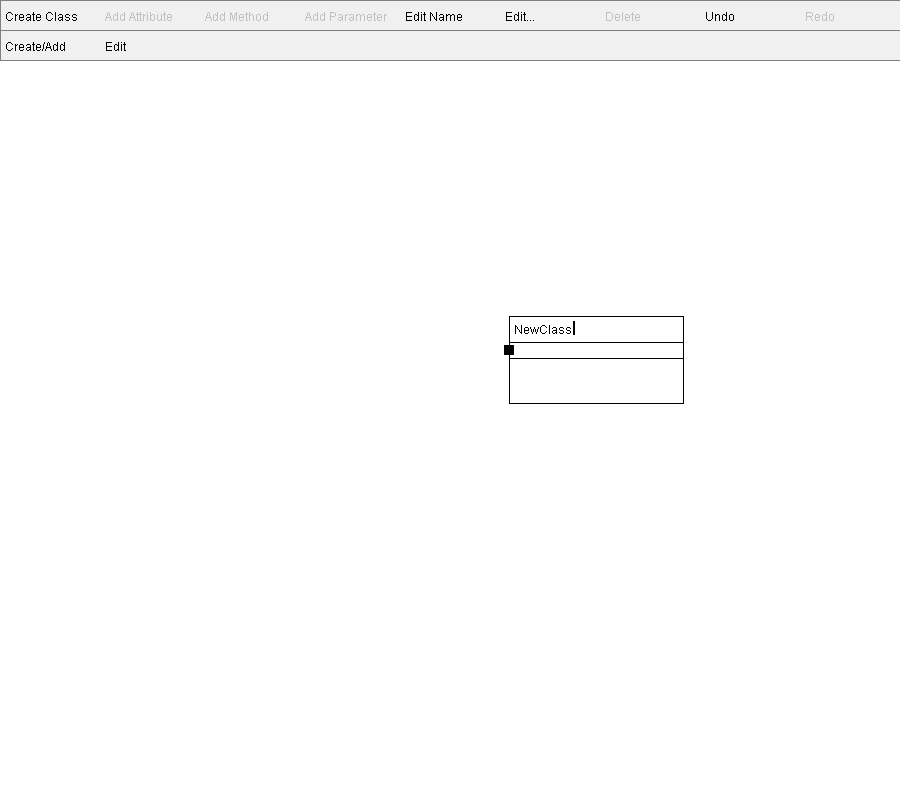 Create Class Add Attribute Add Method Add Parameter Edit Name Edit... Delete Undo Redo
Create/Add Edit
NewClass